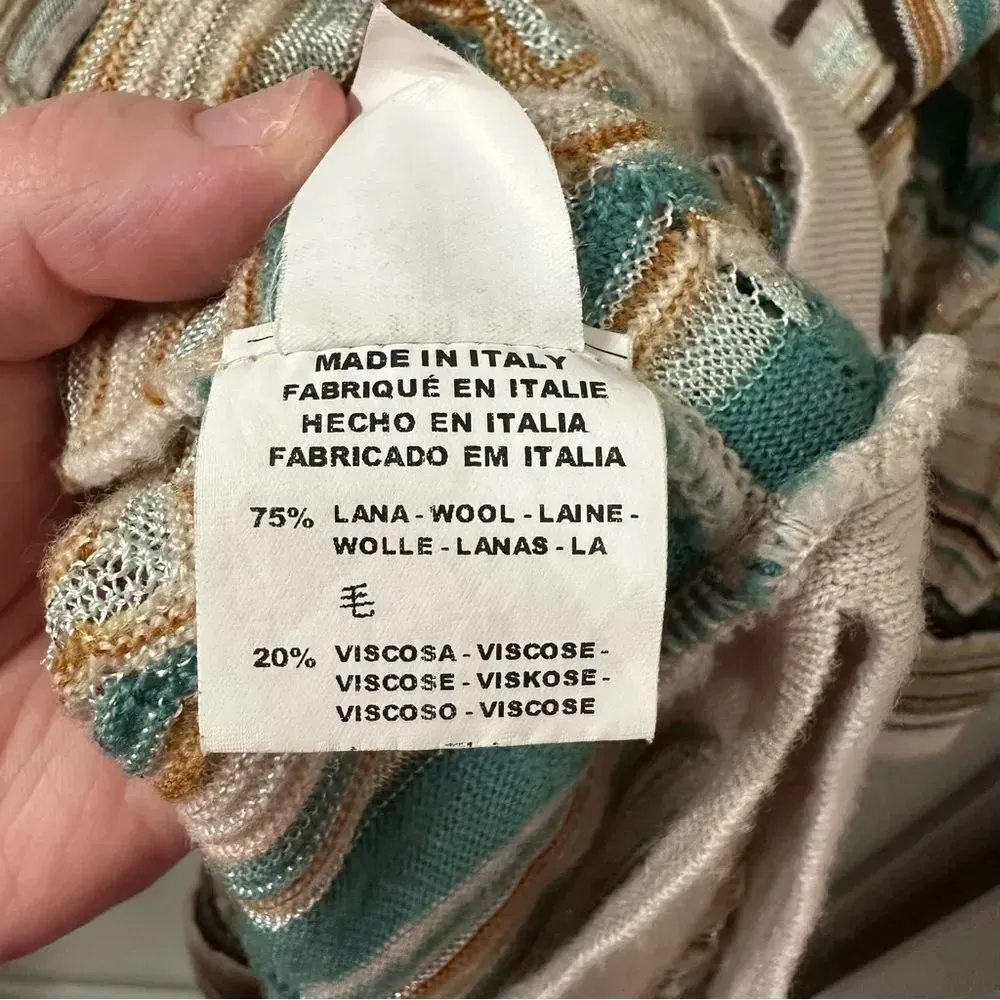 MADE IN ITALY
FABRIQUÉ EN ITALIE
HECHO EN ITALIA
FABRICADO EM ITALIA
75% LANA - WOOL - LAINE -
WOLLE - LANAS - LA
毛
20% VISCOSA - VISCOSE -
VISCOSE - VISKOSE -
VISCOSO - VISCOSE